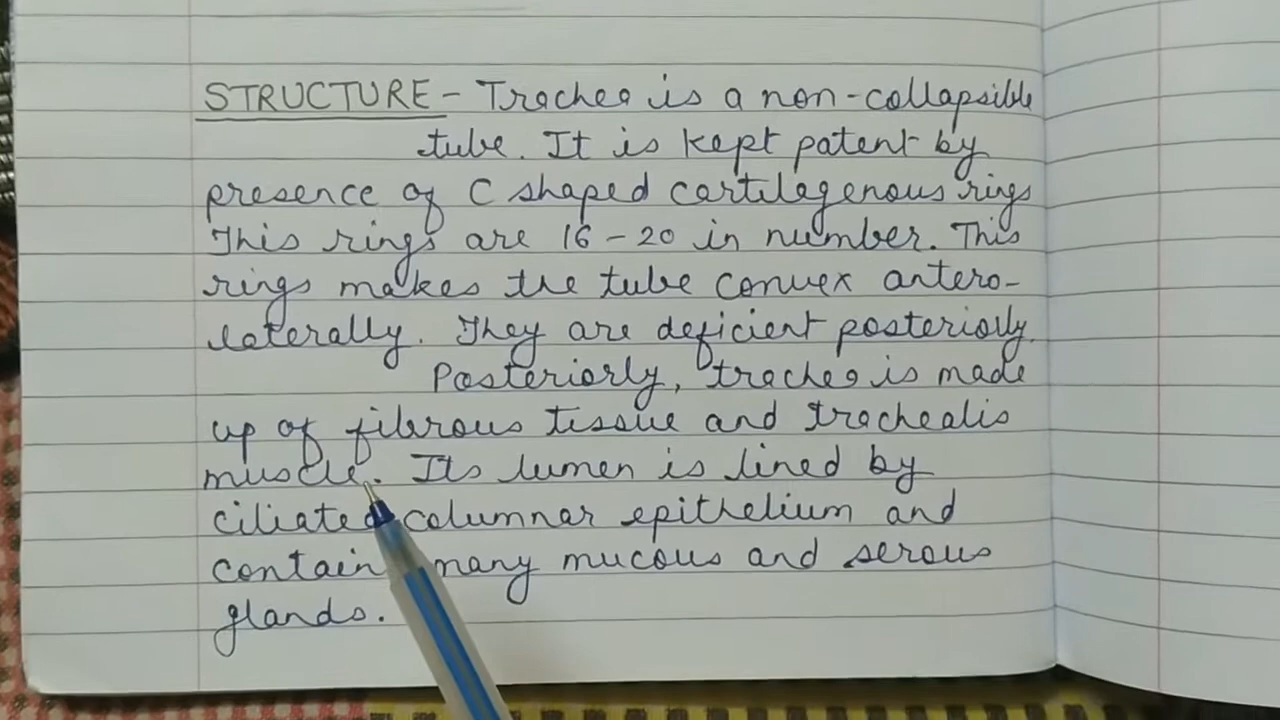 STRUCTURE - Trachea is a non-collapsible
tube. It is kept patent by
presence of C shaped cartilagenous rings
This rings are 16-20 in number. This
rings makes the tube convex antero-
laterally. They are deficient posteriorly.
Posteriorly, trachea is made
up of fibrous tissue and trachealis
muscle. Its lumen is lined by
ciliated columnar epithelium and
contain many mucous and serous
glands.